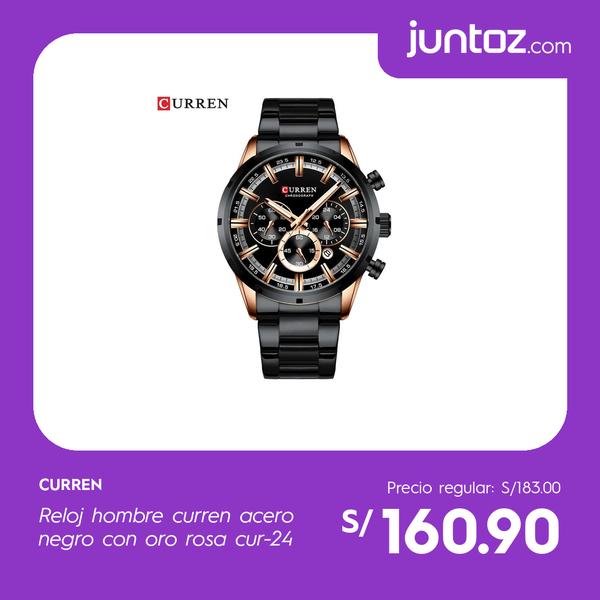 juntoz.com
CURREN
CURREN
CHRONOGRAPH
CURREN
Reloj hombre curren acero
negro con oro rosa cur-24
Precio regular: S/183.00
S/160.90